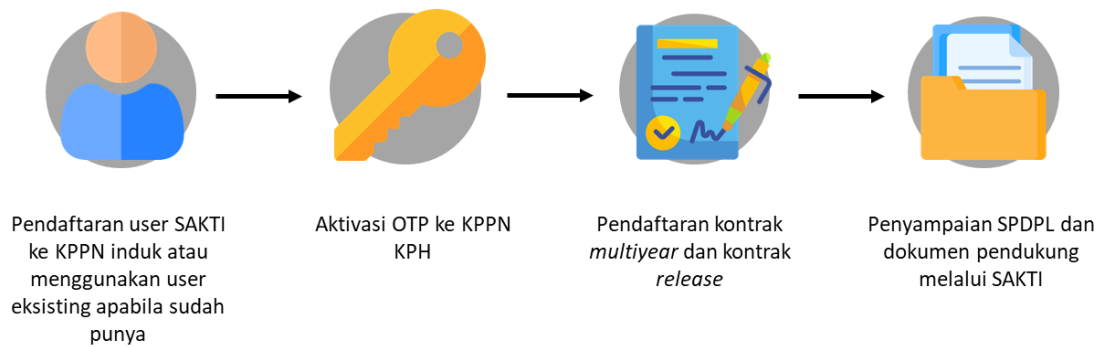 Pendaftaran user SAKTI
ke KPPN induk atau
menggunakan user
eksisting apabila sudah
punya
Aktivasi OTP ke KPPN
KPH
Pendaftaran kontrak
multiyear dan kontrak
release
Penyampaian SPDPL dan
dokumen pendukung
melalui SAKTI